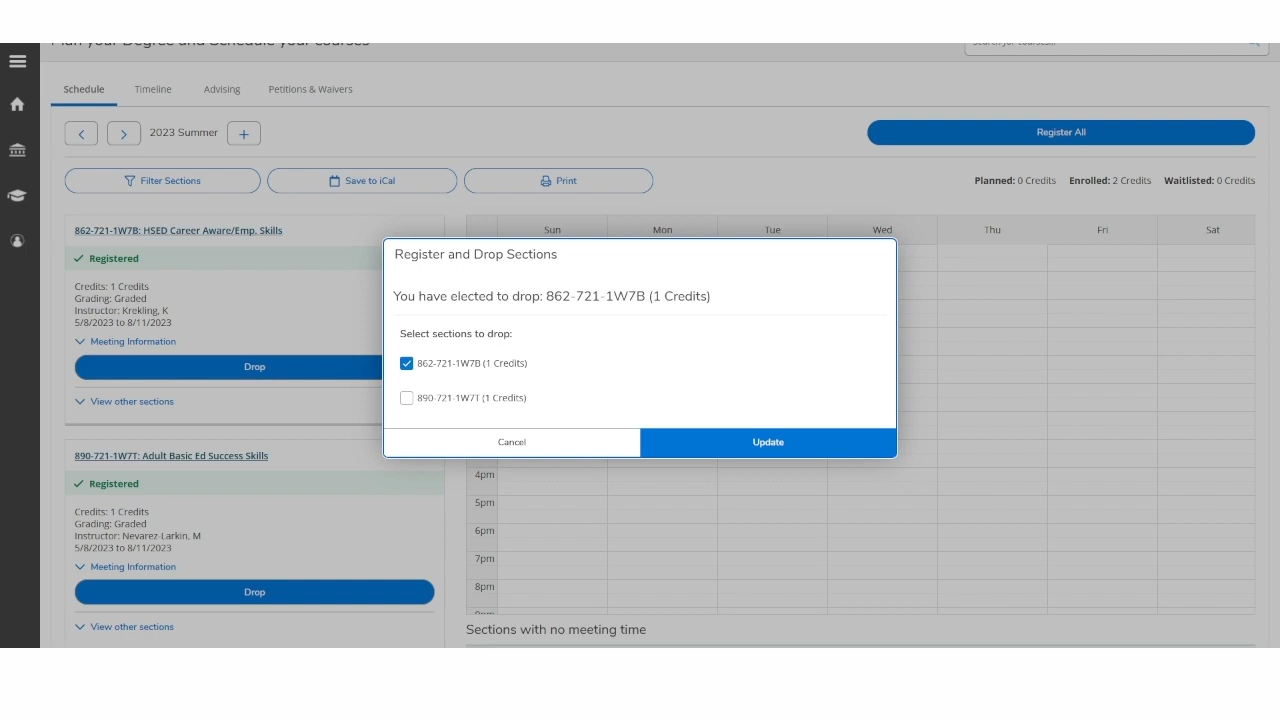 Plan your Degree and Schedule your courses
Search for courses...
Schedule
Timeline
Advising
Petitions & Waivers
2023 Summer
Register All
Filter Sections
Save to iCal
Print
Planned: 0 Credits
Enrolled: 2 Credits
Waitlisted: 0 Credits
862-721-1W7B: HSED Career Aware/Emp. Skills
Registered
Credits: 1 Credits
Grading: Graded
Instructor: Krekling, K
5/8/2023 to 8/11/2023
Meeting Information
Drop
View other sections
890-721-1W7T: Adult Basic Ed Success Skills
Registered
Credits: 1 Credits
Grading: Graded
Instructor: Nevarez-Larkin, M
5/8/2023 to 8/11/2023
Meeting Information
Drop
View other sections
Sun
Mon
Tue
Wed
Thu
Fri
Sat
Register and Drop Sections
You have elected to drop: 862-721-1W7B (1 Credits)
Select sections to drop:
862-721-1W7B (1 Credits)
890-721-1W7T (1 Credits)
Cancel
Update
4pm
5pm
6pm
7pm
8pm
9pm
Sections with no meeting time